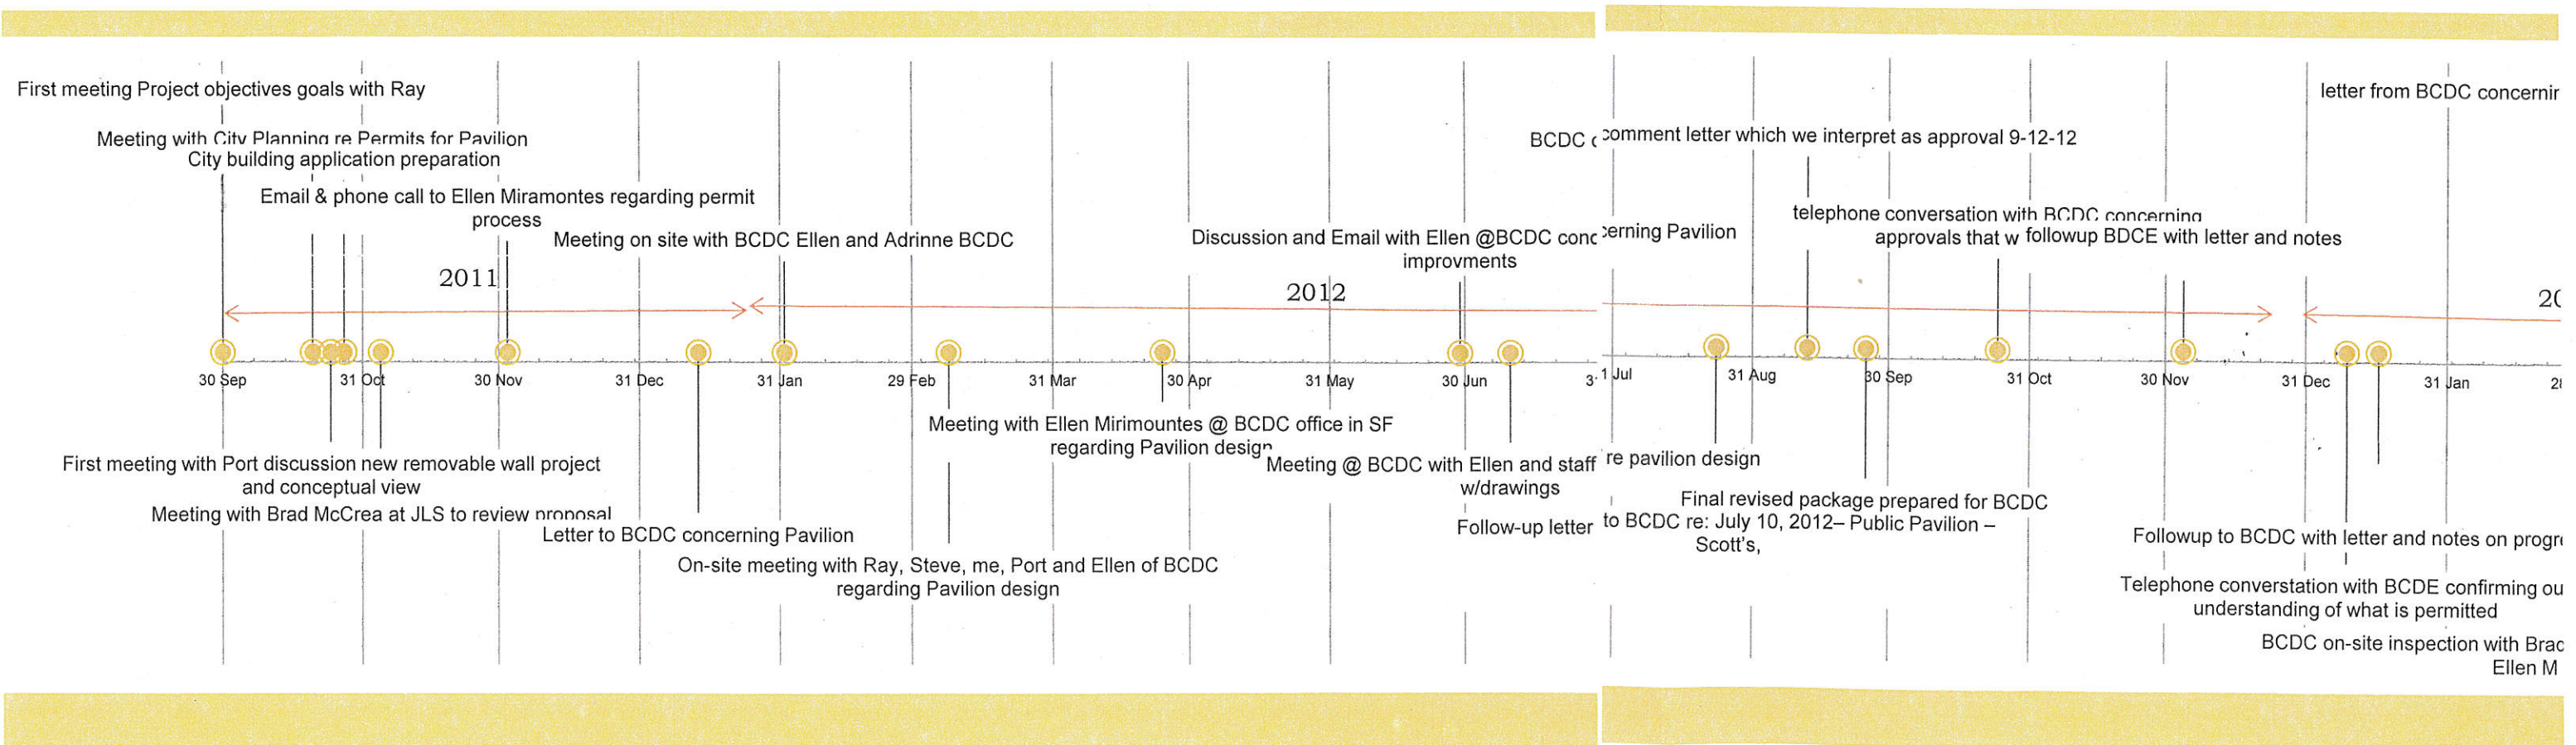 First meeting Project objectives goals with Ray
letter from BCDC concernin
Meeting with City Planning re Permits for Pavilion
BCDC comment letter which we interpret as approval 9-12-12
City building application preparation
Email & phone call to Ellen Miramontes regarding permit
process
telephone conversation with BCDC concerning
approvals that w followup BDCE with letter and notes
Meeting on site with BCDC Ellen and Adrinne BCDC
Discussion and Email with Ellen @BCDC concerning Pavilion
improvments
2011
2012
30 Sep
31 Oct
30 Nov
31 Dec
31 Jan
29 Feb
31 Mar
30 Apr
31 May
30 Jun
31 Jul
31 Aug
30 Sep
31 Oct
30 Nov
31 Dec
31 Jan
Meeting with Ellen Mirimountes @ BCDC office in SF
regarding Pavilion design
First meeting with Port discussion new removable wall project
and conceptual view
Meeting @ BCDC with Ellen and staff re pavilion design
w/drawings
Meeting with Brad McCrea at JLS to review proposal
Final revised package prepared for BCDC
Letter to BCDC concerning Pavilion
Follow-up letter to BCDC re: July 10, 2012– Public Pavilion –
Scott's,
On-site meeting with Ray, Steve, me, Port and Ellen of BCDC
regarding Pavilion design
Followup to BCDC with letter and notes on progre
Telephone converstation with BCDE confirming ou
understanding of what is permitted
BCDC on-site inspection with Brad
Ellen M